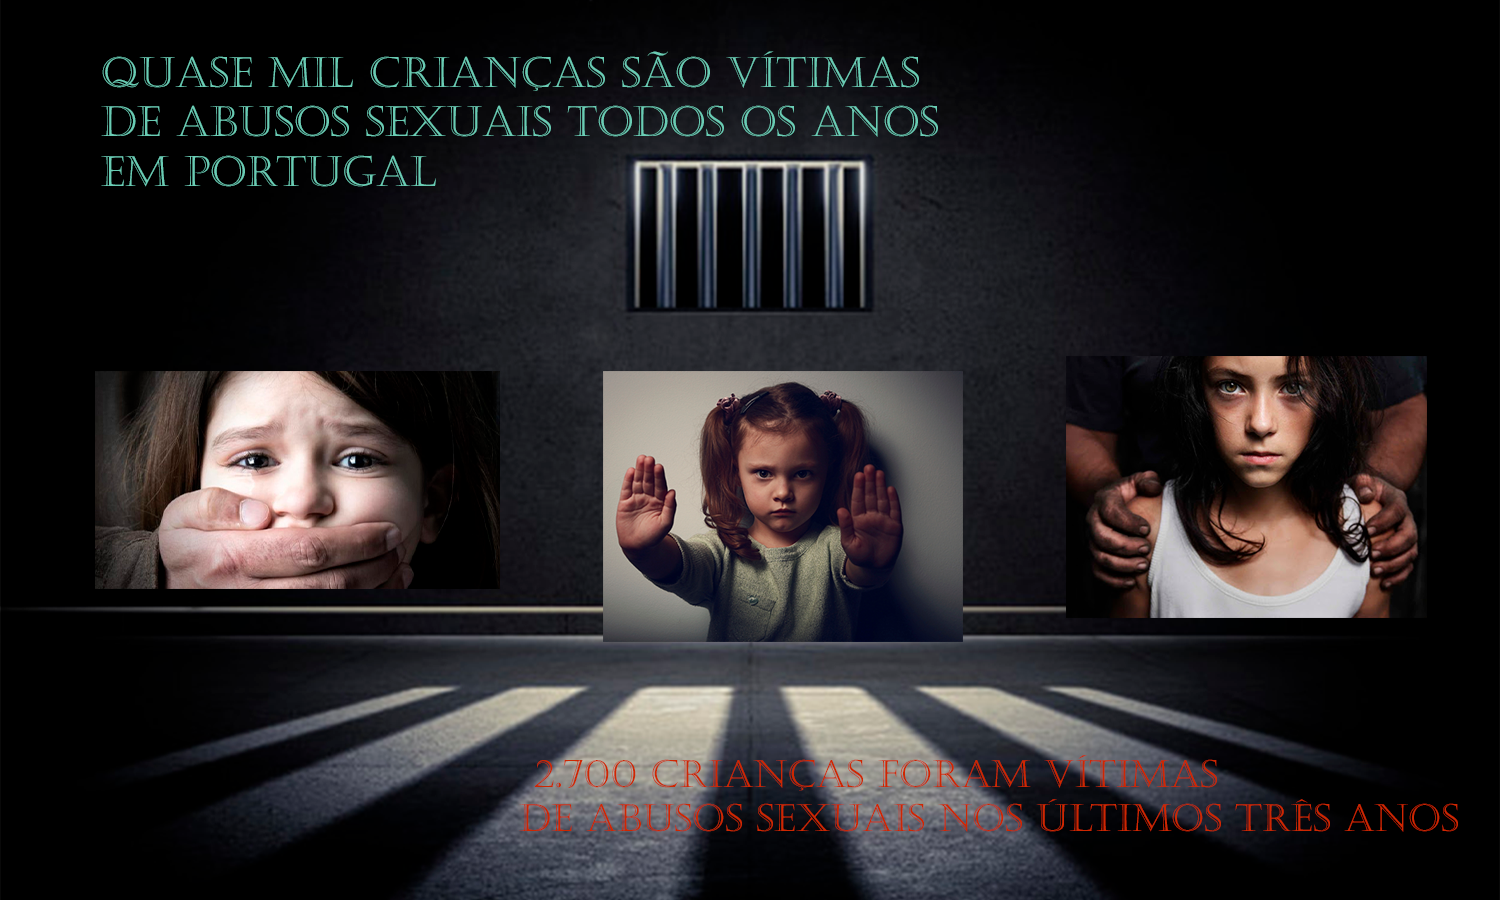 QUASE MIL CRIANÇAS SÃO VÍTIMAS
DE ABUSOS SEXUAIS TODOS OS ANOS
EM PORTUGAL
2.700 CRIANÇAS FORAM VÍTIMAS
DE ABUSOS SEXUAIS NOS ÚLTIMOS TRÊS ANOS